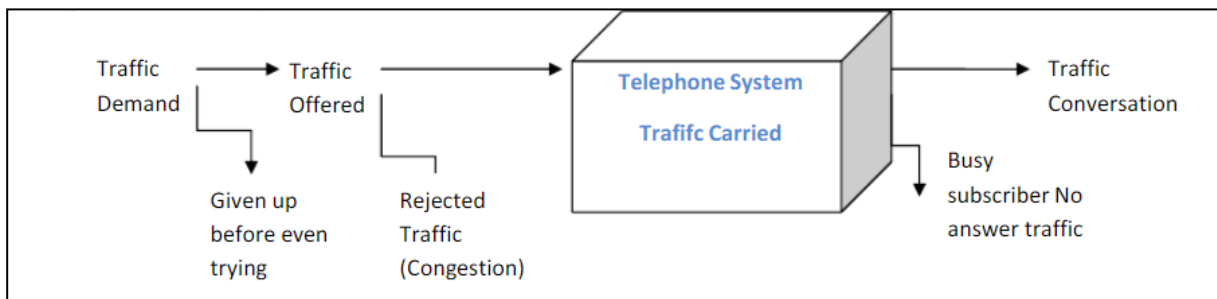 Traffic
Demand
Traffic
Offered
Telephone System
Trafifc Carried
Traffic
Conversation
Given up
before even
trying
Rejected
Traffic
(Congestion)
Busy
subscriber No
answer traffic